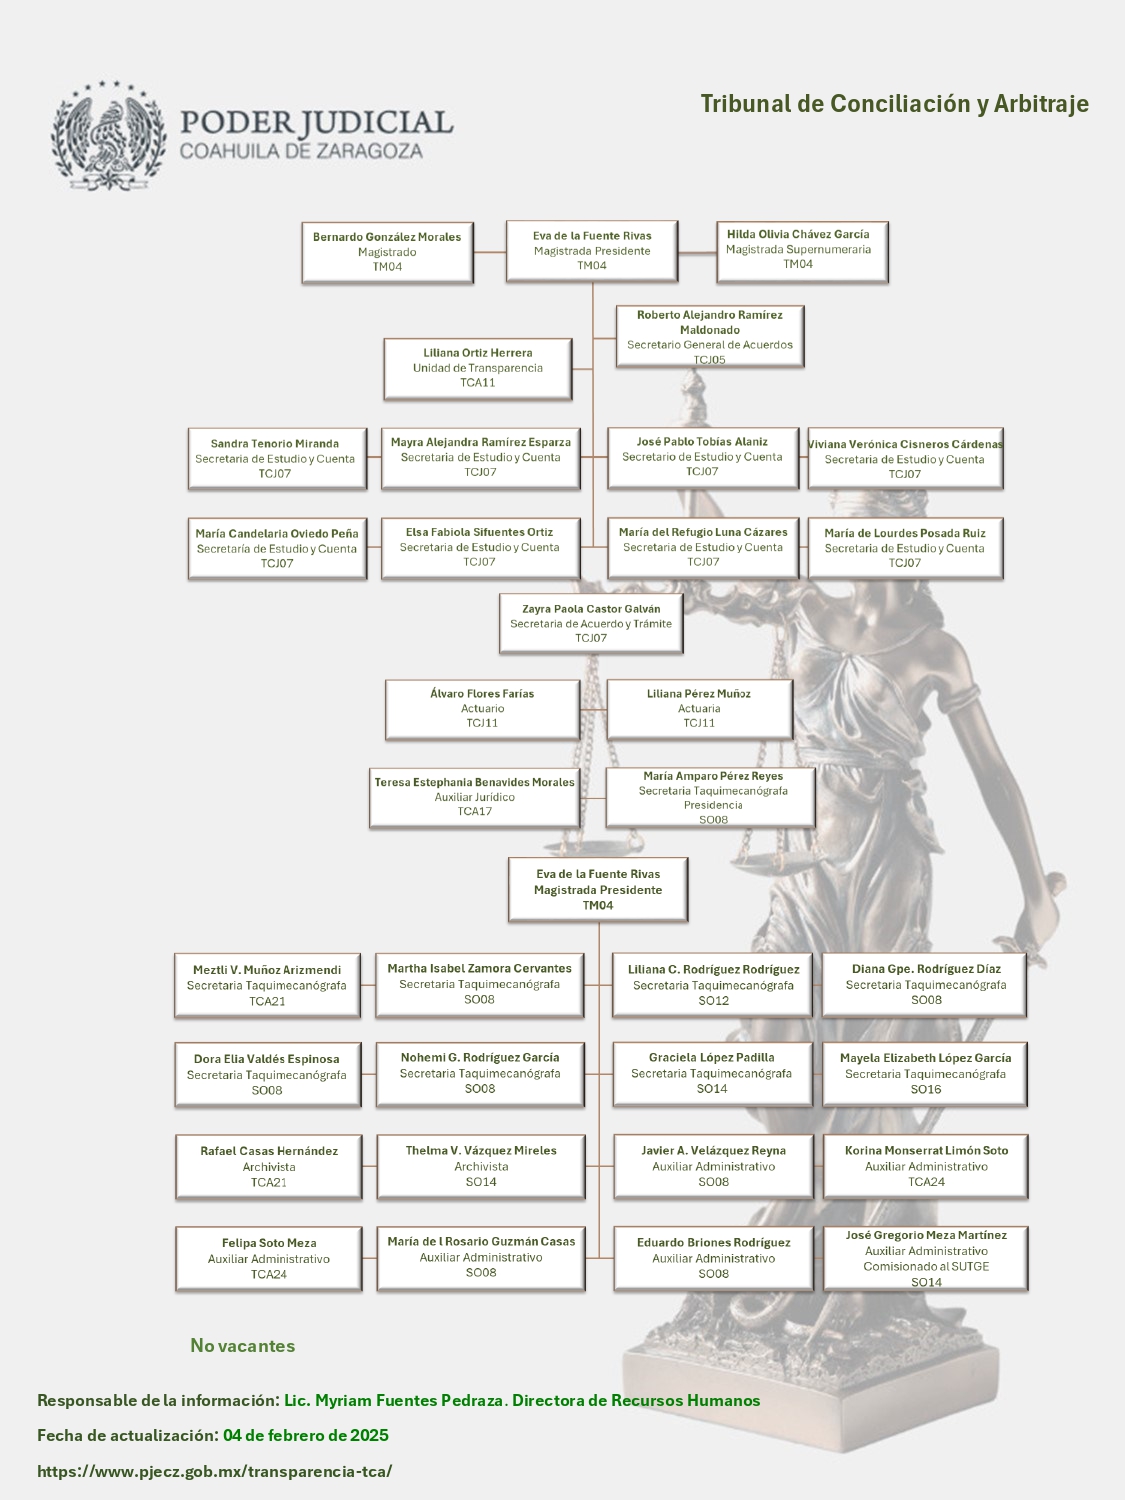 PODER JUDICIAL
COAHUILA DE ZARAGOZA
Tribunal de Conciliación y Arbitraje
Bernardo González Morales
Magistrado
TM04
Eva de la Fuente Rivas
Magistrada Presidente
TM04
Hilda Olivia Chávez García
Magistrada Supernumeraria
TM04
Roberto Alejandro Ramírez
Maldonado
Secretario General de Acuerdos
TCJ05
Liliana Ortiz Herrera
Unidad de Transparencia
TCA11
Sandra Tenorio Miranda
Secretaria de Estudio y Cuenta
TCJ07
Mayra Alejandra Ramírez Esparza
Secretaria de Estudio y Cuenta
TCJ07
José Pablo Tobías Alaniz
Secretario de Estudio y Cuenta
TCJ07
Viviana Verónica Cisneros Cárdenas
Secretaria de Estudio y Cuenta
TCJ07
María Candelaria Oviedo Peña
Secretaría de Estudio y Cuenta
TCJ07
Elsa Fabiola Sifuentes Ortiz
Secretaria de Estudio y Cuenta
TCJ07
María del Refugio Luna Cázares
Secretaria de Estudio y Cuenta
TCJ07
María de Lourdes Posada Ruiz
Secretaria de Estudio y Cuenta
TCJ07
Zayra Paola Castor Galván
Secretaria de Acuerdo y Trámite
TCJ07
Álvaro Flores Farías
Actuario
TCJ11
Liliana Pérez Muñoz
Actuaria
TCJ11
Teresa Estephania Benavides Morales
Auxiliar Jurídico
TCA17
María Amparo Pérez Reyes
Secretaria Taquimecanógrafa
Presidencia
SO08
Eva de la Fuente Rivas
Magistrada Presidente
TM04
Meztli V. Muñoz Arizmendi
Secretaria Taquimecanógrafa
TCA21
Martha Isabel Zamora Cervantes
Secretaria Taquimecanógrafa
SO08
Liliana C. Rodríguez Rodríguez
Secretaria Taquimecanógrafa
SO12
Diana Gpe. Rodríguez Díaz
Secretaria Taquimecanógrafa
SO08
Dora Elia Valdés Espinosa
Secretaria Taquimecanógrafa
SO08
Nohemi G. Rodríguez García
Secretaria Taquimecanógrafa
SO08
Graciela López Padilla
Secretaria Taquimecanógrafa
SO14
Mayela Elizabeth López García
Secretaria Taquimecanógrafa
SO16
Rafael Casas Hernández
Archivista
TCA21
Thelma V. Vázquez Mireles
Archivista
SO14
Javier A. Velázquez Reyna
Auxiliar Administrativo
SO08
Korina Monserrat Limón Soto
Auxiliar Administrativo
TCA24
Felipa Soto Meza
Auxiliar Administrativo
TCA24
María de l Rosario Guzmán Casas
Auxiliar Administrativo
SO08
Eduardo Briones Rodríguez
Auxiliar Administrativo
SO08
José Gregorio Meza Martínez
Auxiliar Administrativo
Comisionado al SUTGE
SO14
No vacantes
Responsable de la información: Lic. Myriam Fuentes Pedraza. Directora de Recursos Humanos
Fecha de actualización: 04 de febrero de 2025
https://www.pjecz.gob.mx/transparencia-tca/